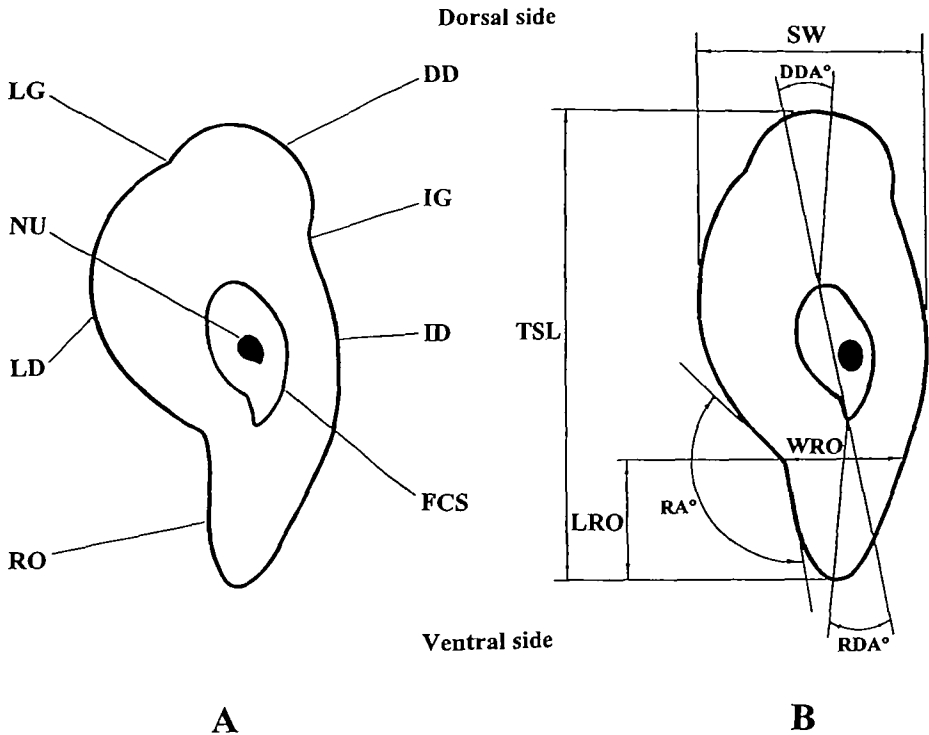 Dorsal side
SW
DD
DDA°
LG
IG
NU
ID
TSL
LD
WRO
FCS
RA°
LRO
RO
Ventral side
RDA°
A
B